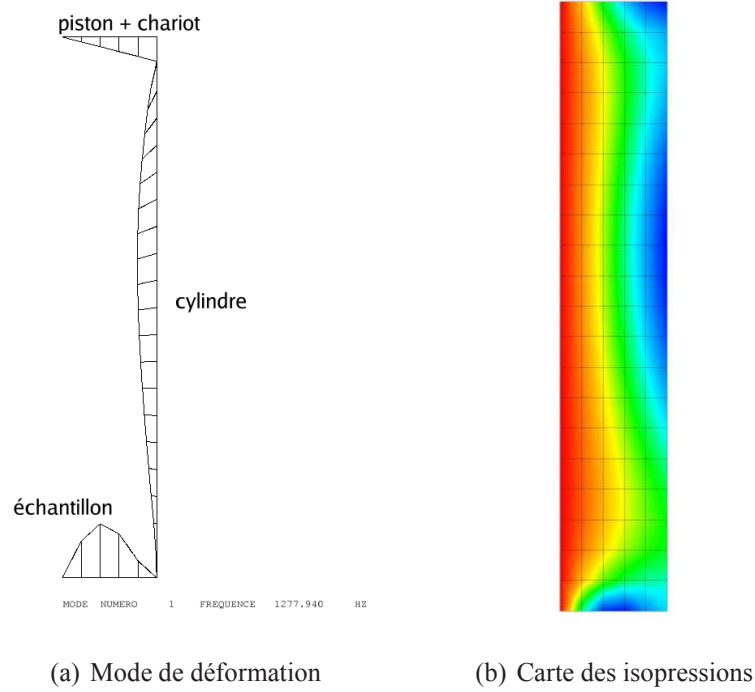 piston + chariot
cylindre
échantillon
MODE NUMERO 1 FREQUENCE 1277.940 HZ
(a) Mode de déformation
(b) Carte des isopressions